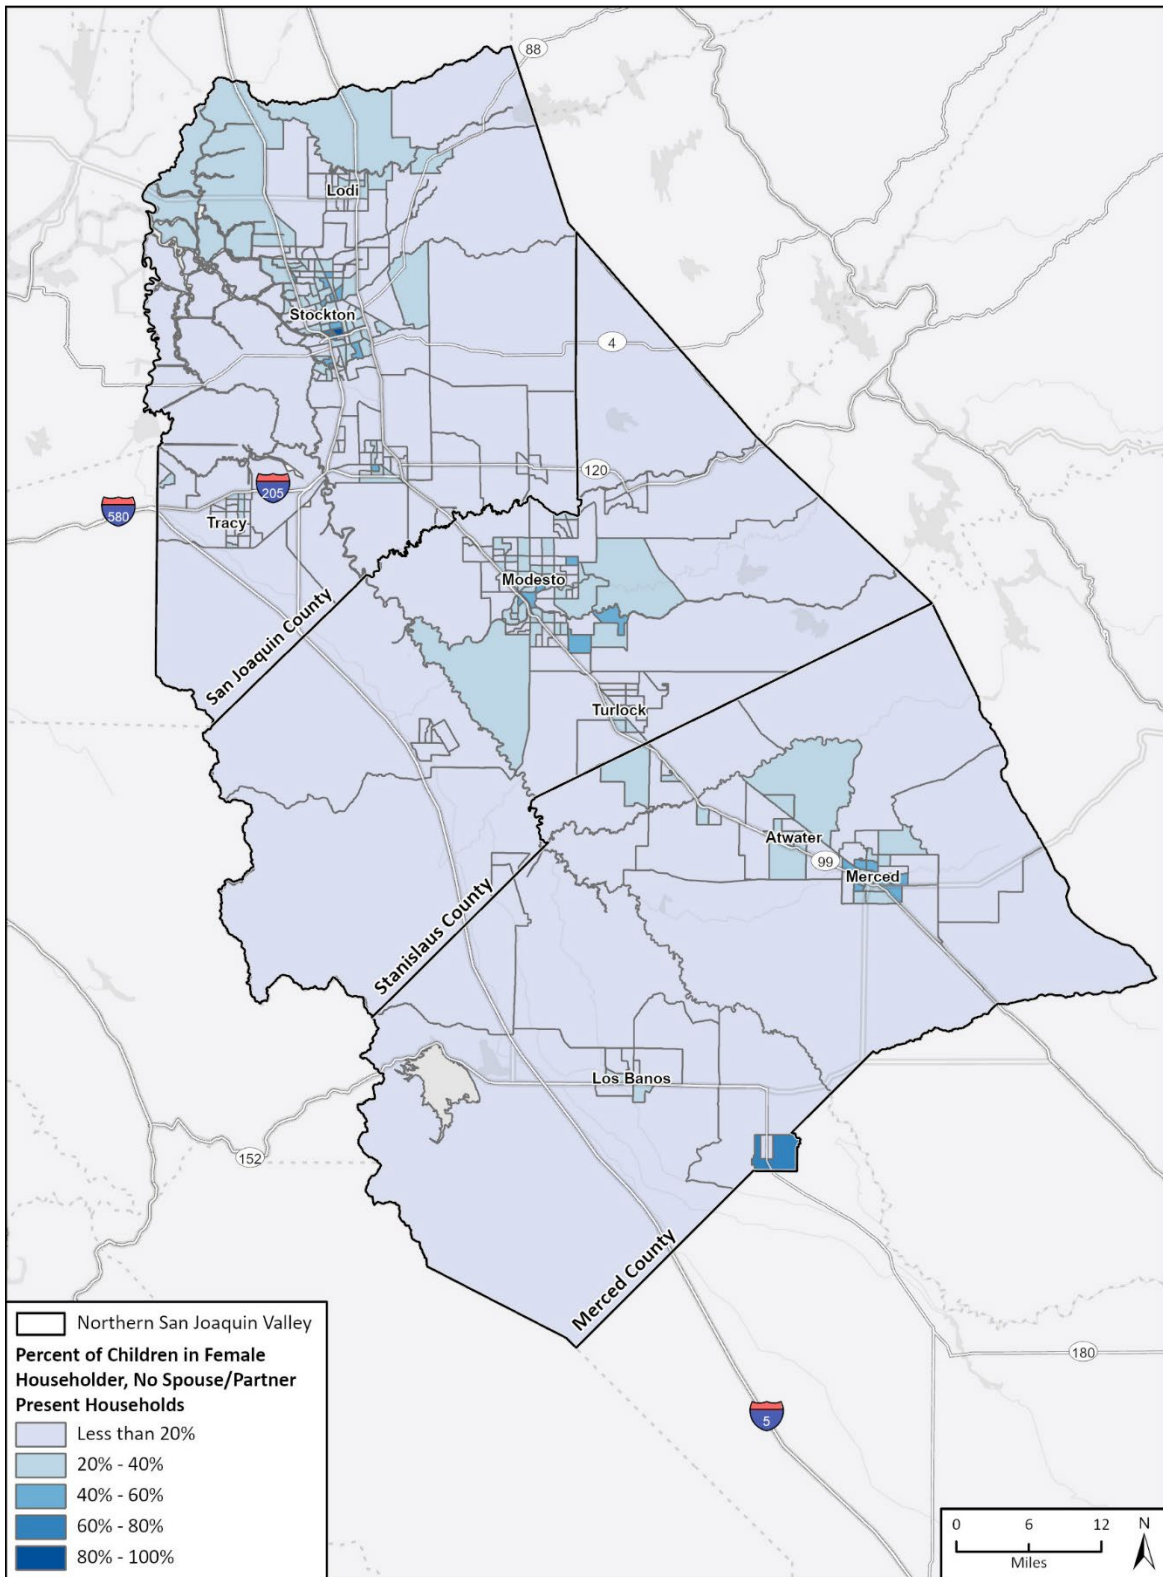 88
Lodi
Stockton
4
120
205
580
Tracy
Modesto
San Joaquin County
Turlock
Atwater
99
Merced
Stanislaus County
Los Banos
152
Merced County
180
5
Northern San Joaquin Valley
Percent of Children in Female
Householder, No Spouse/Partner
Present Households
Less than 20%
20% - 40%
40% - 60%
60% - 80%
80% - 100%
0 6 12
Miles
N